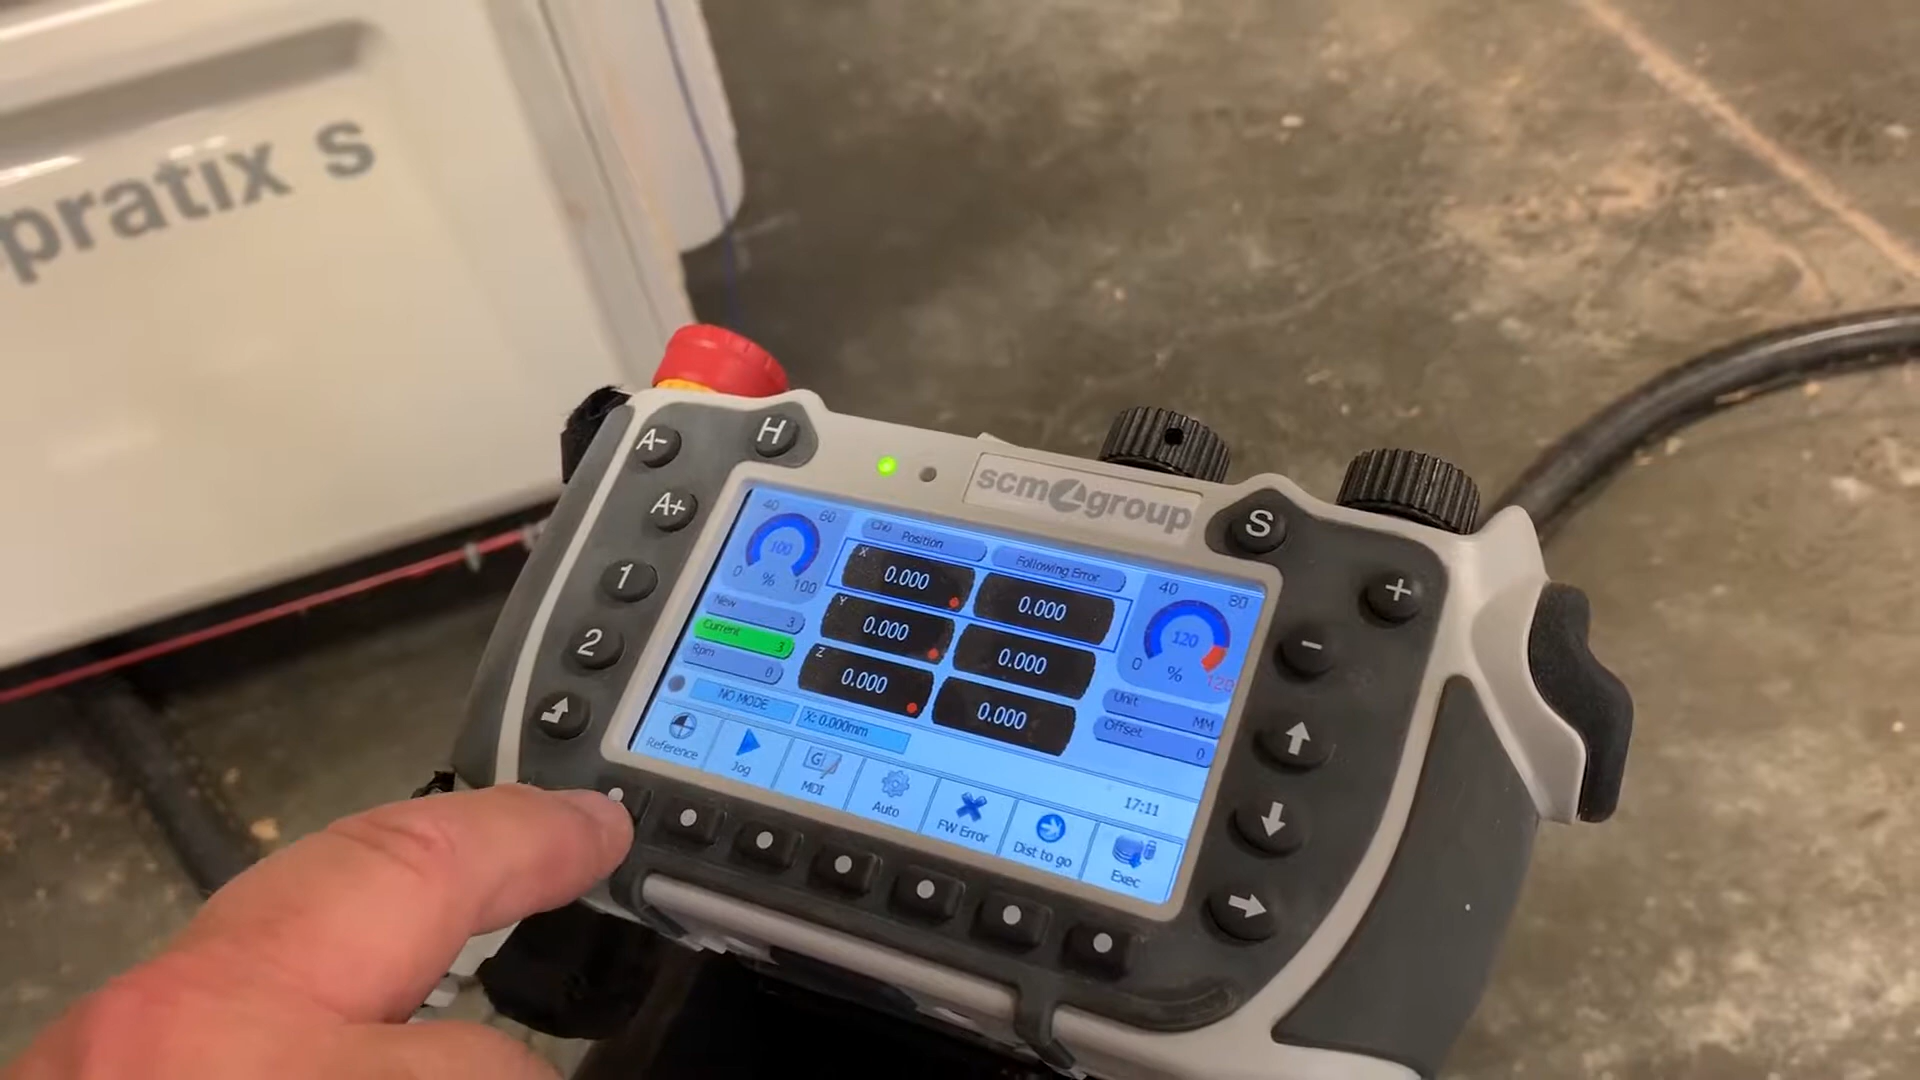 pratix s
A-
H
scm group
A+
S
1
2
+
-
40 60
100
0 % 100
Ch0
Position
Following Error
X
0.000
0.000
Y
0.000
0.000
Z
0.000
0.000
40 80
120
0 % 120
New 3
Current 3
Rpm 0
Unit MM
Offset 0
NO MODE
X: 0.000mm
17:11
Reference
Jog
G
MDI
Auto
FW Error
Dist to go
Exec